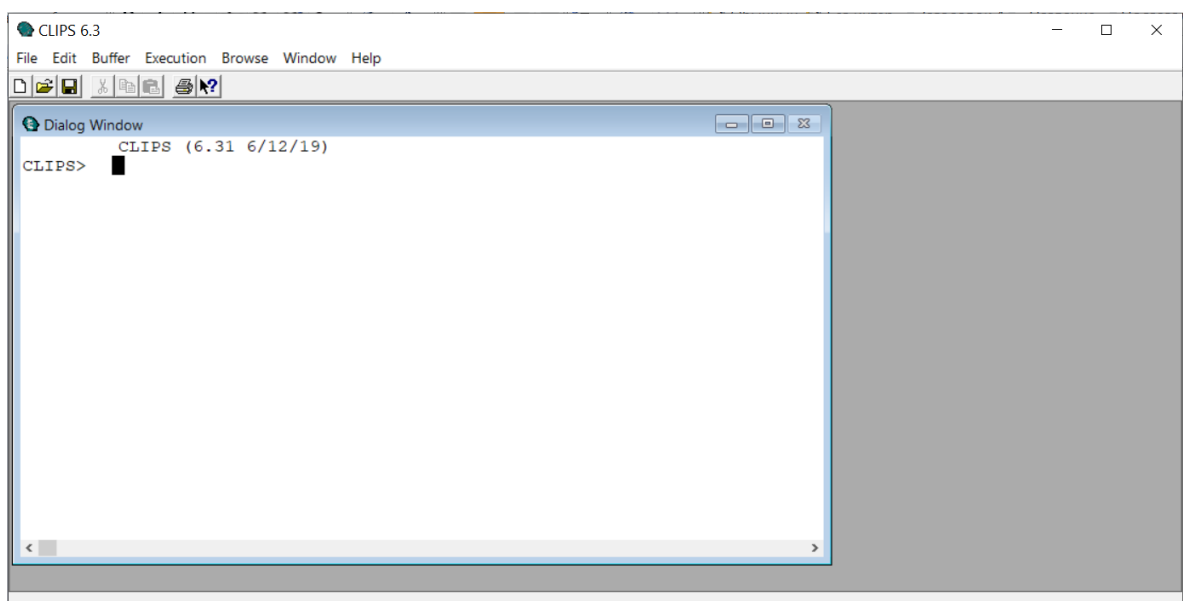 CLIPS 6.3
File Edit Buffer Execution Browse Window Help
Dialog Window
CLIPS (6.31 6/12/19)
CLIPS>